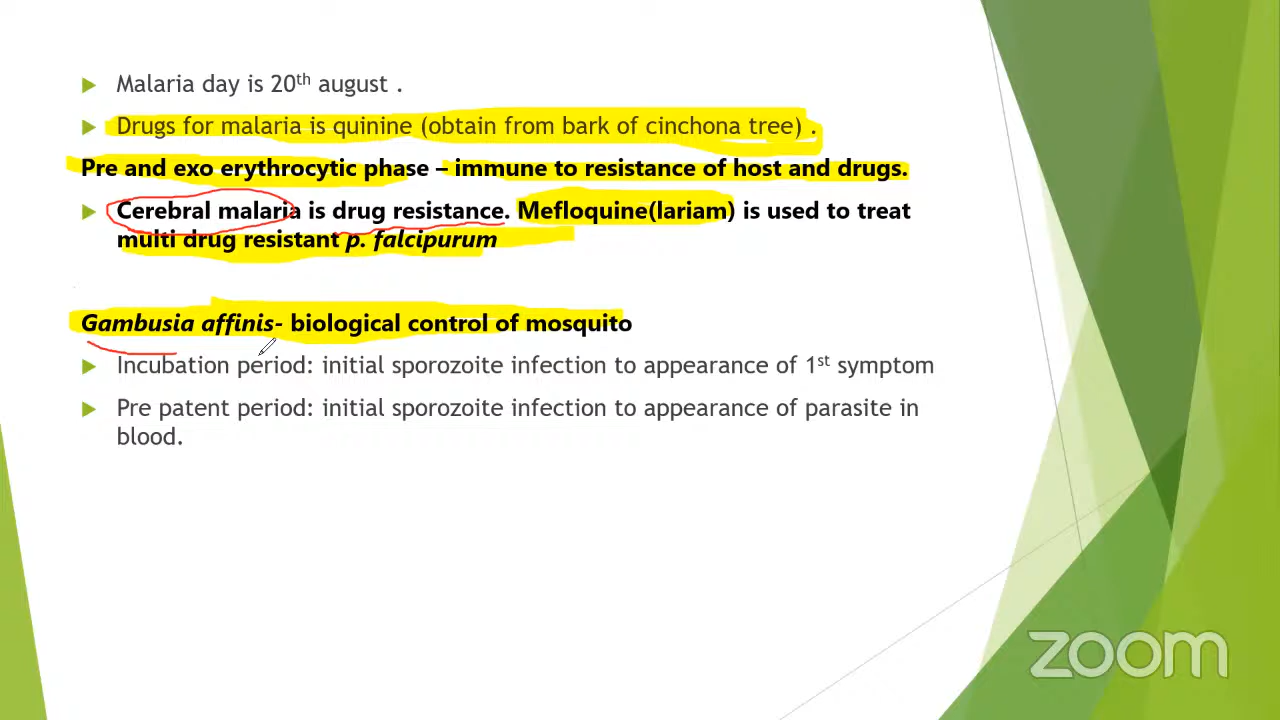 Malaria day is 20th august .
Drugs for malaria is quinine (obtain from bark of cinchona tree) .
Pre and exo erythrocytic phase – immune to resistance of host and drugs.
Cerebral malaria is drug resistance. Mefloquine(lariam) is used to treat
multi drug resistant p. falcipurum
Gambusia affinis- biological control of mosquito
Incubation period: initial sporozoite infection to appearance of 1st symptom
Pre patent period: initial sporozoite infection to appearance of parasite in
blood.
zoom